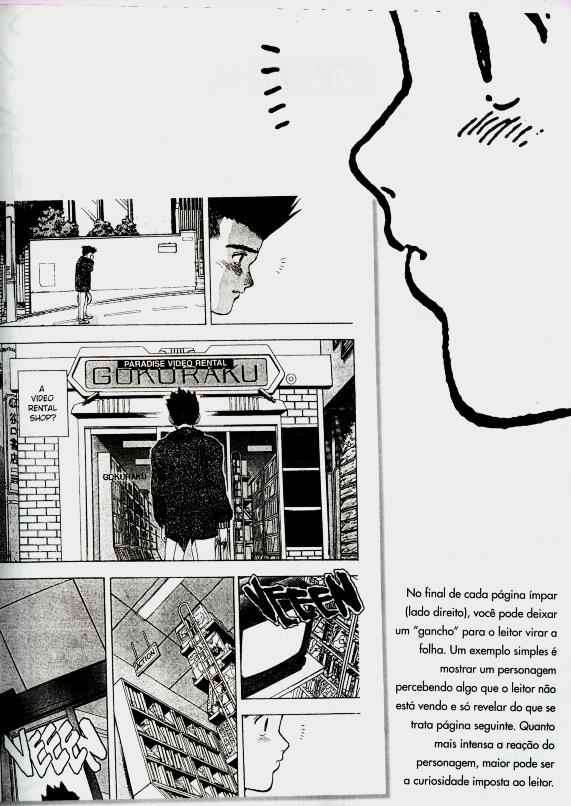 PARADISE VIDEO RENTAL
GOKURAKU
A
VIDEO
RENTAL
SHOP?
GOKURAKU
VEEEN
ACTION
VEEEN
No final de cada página ímpar
(lado direito), você pode deixar
um "gancho" para o leitor virar a
folha. Um exemplo simples é
mostrar um personagem
percebendo algo que o leitor não
está vendo e só revelar do que se
trata página seguinte. Quanto
mais intensa a reação do
personagem, maior pode ser
a curiosidade imposta ao leitor.